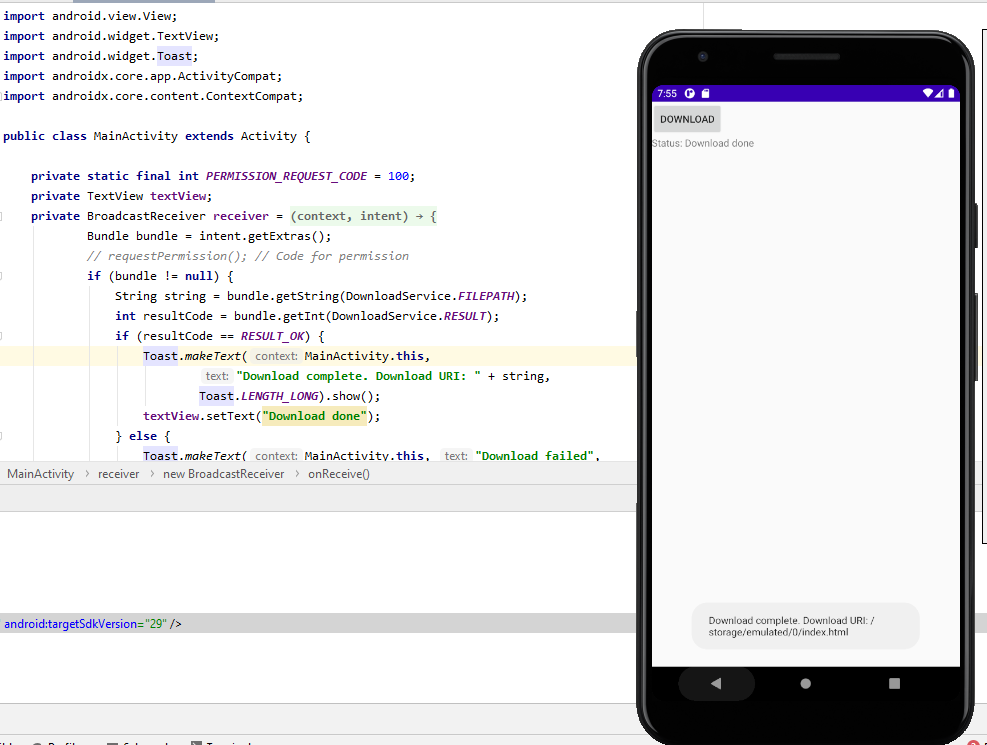 import android.view.View;
import android.widget.TextView;
import android.widget.Toast;
import androidx.core.app.ActivityCompat;
import androidx.core.content.ContextCompat;
public class MainActivity extends Activity {
private static final int PERMISSION_REQUEST_CODE = 100;
private TextView textView;
private BroadcastReceiver receiver = (context, intent) → {
Bundle bundle = intent.getExtras();
// requestPermission(); // Code for permission
if (bundle != null) {
String string = bundle.getString(DownloadService.FILEPATH);
int resultCode = bundle.getInt(DownloadService.RESULT);
if (resultCode == RESULT_OK) {
Toast.makeText( context: MainActivity.this,
text: "Download complete. Download URI: " + string,
Toast.LENGTH_LONG).show();
textView.setText("Download done");
} else {
Toast.makeText( context: MainActivity.this, text: "Download failed",
MainActivity > receiver > new BroadcastReceiver > onReceive()
android:targetSdkVersion="29" />
7:55
DOWNLOAD
Status: Download done
Download complete. Download URI: /
storage/emulated/0/index.html